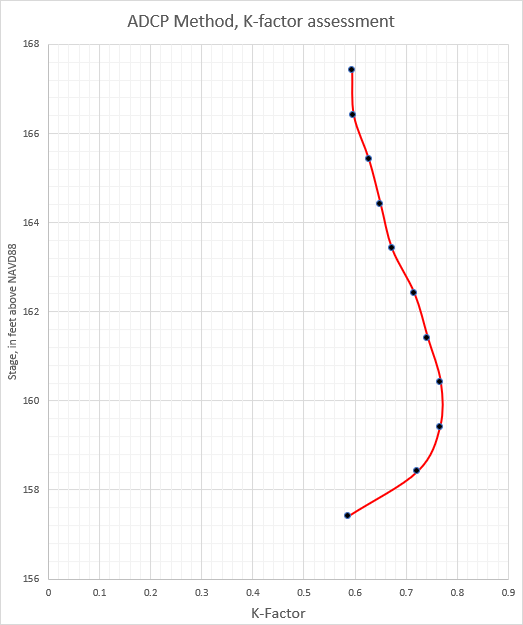 ADCP Method, K-factor assessment
168
166
164
162
160
158
156
Stage, in feet above NAVD88
0 0.1 0.2 0.3 0.4 0.5 0.6 0.7 0.8 0.9
K-Factor